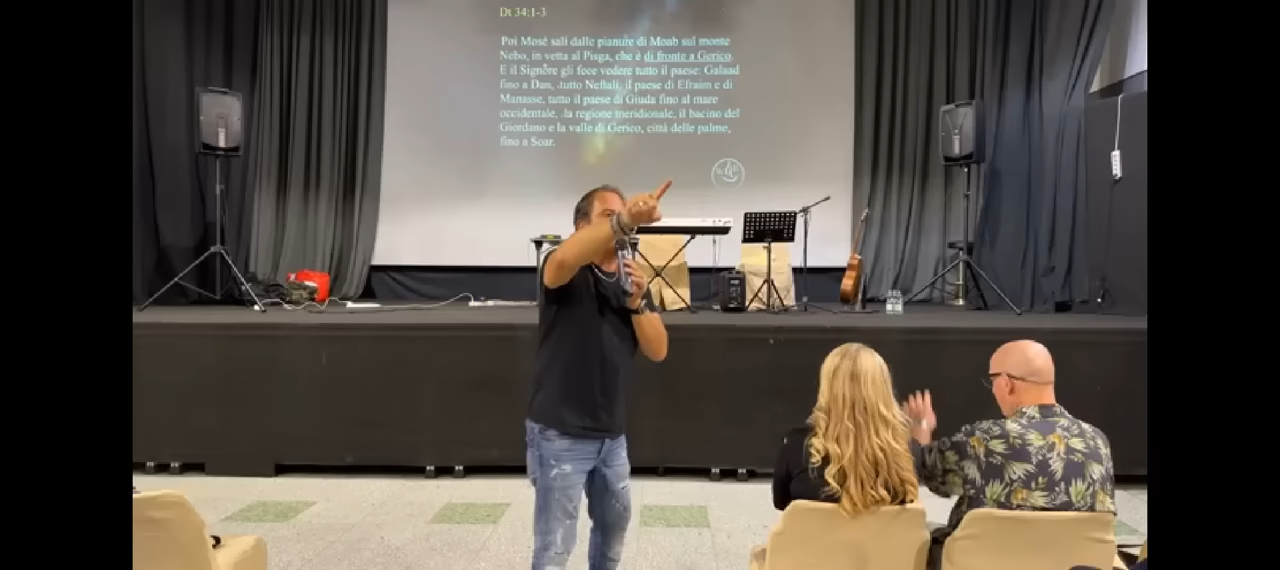 Dt 34:1-3
Poi Mosè salì dalle pianure di Moab sul monte
Nebo, in vetta al Pisga, che è di fronte a Gerico.
E il Signore gli fece vedere tutto il paese: Galaad
fino a Dan, .tutto Neftali, il paese di Efraim e di
Manasse, tutto il paese di Giuda fino al mare
occidentale, .la regione meridionale, il bacino del
Giordano e la valle di Gerico, città delle palme,
fino a Soar.